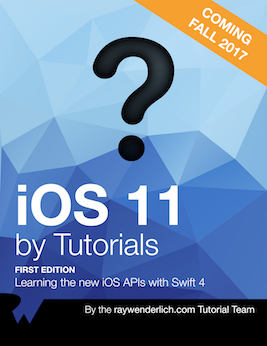 COMING
FALL 2017
?
iOS 11
by Tutorials
FIRST EDITION
Learning the new iOS APIs with Swift 4
By the raywenderlich.com Tutorial Team